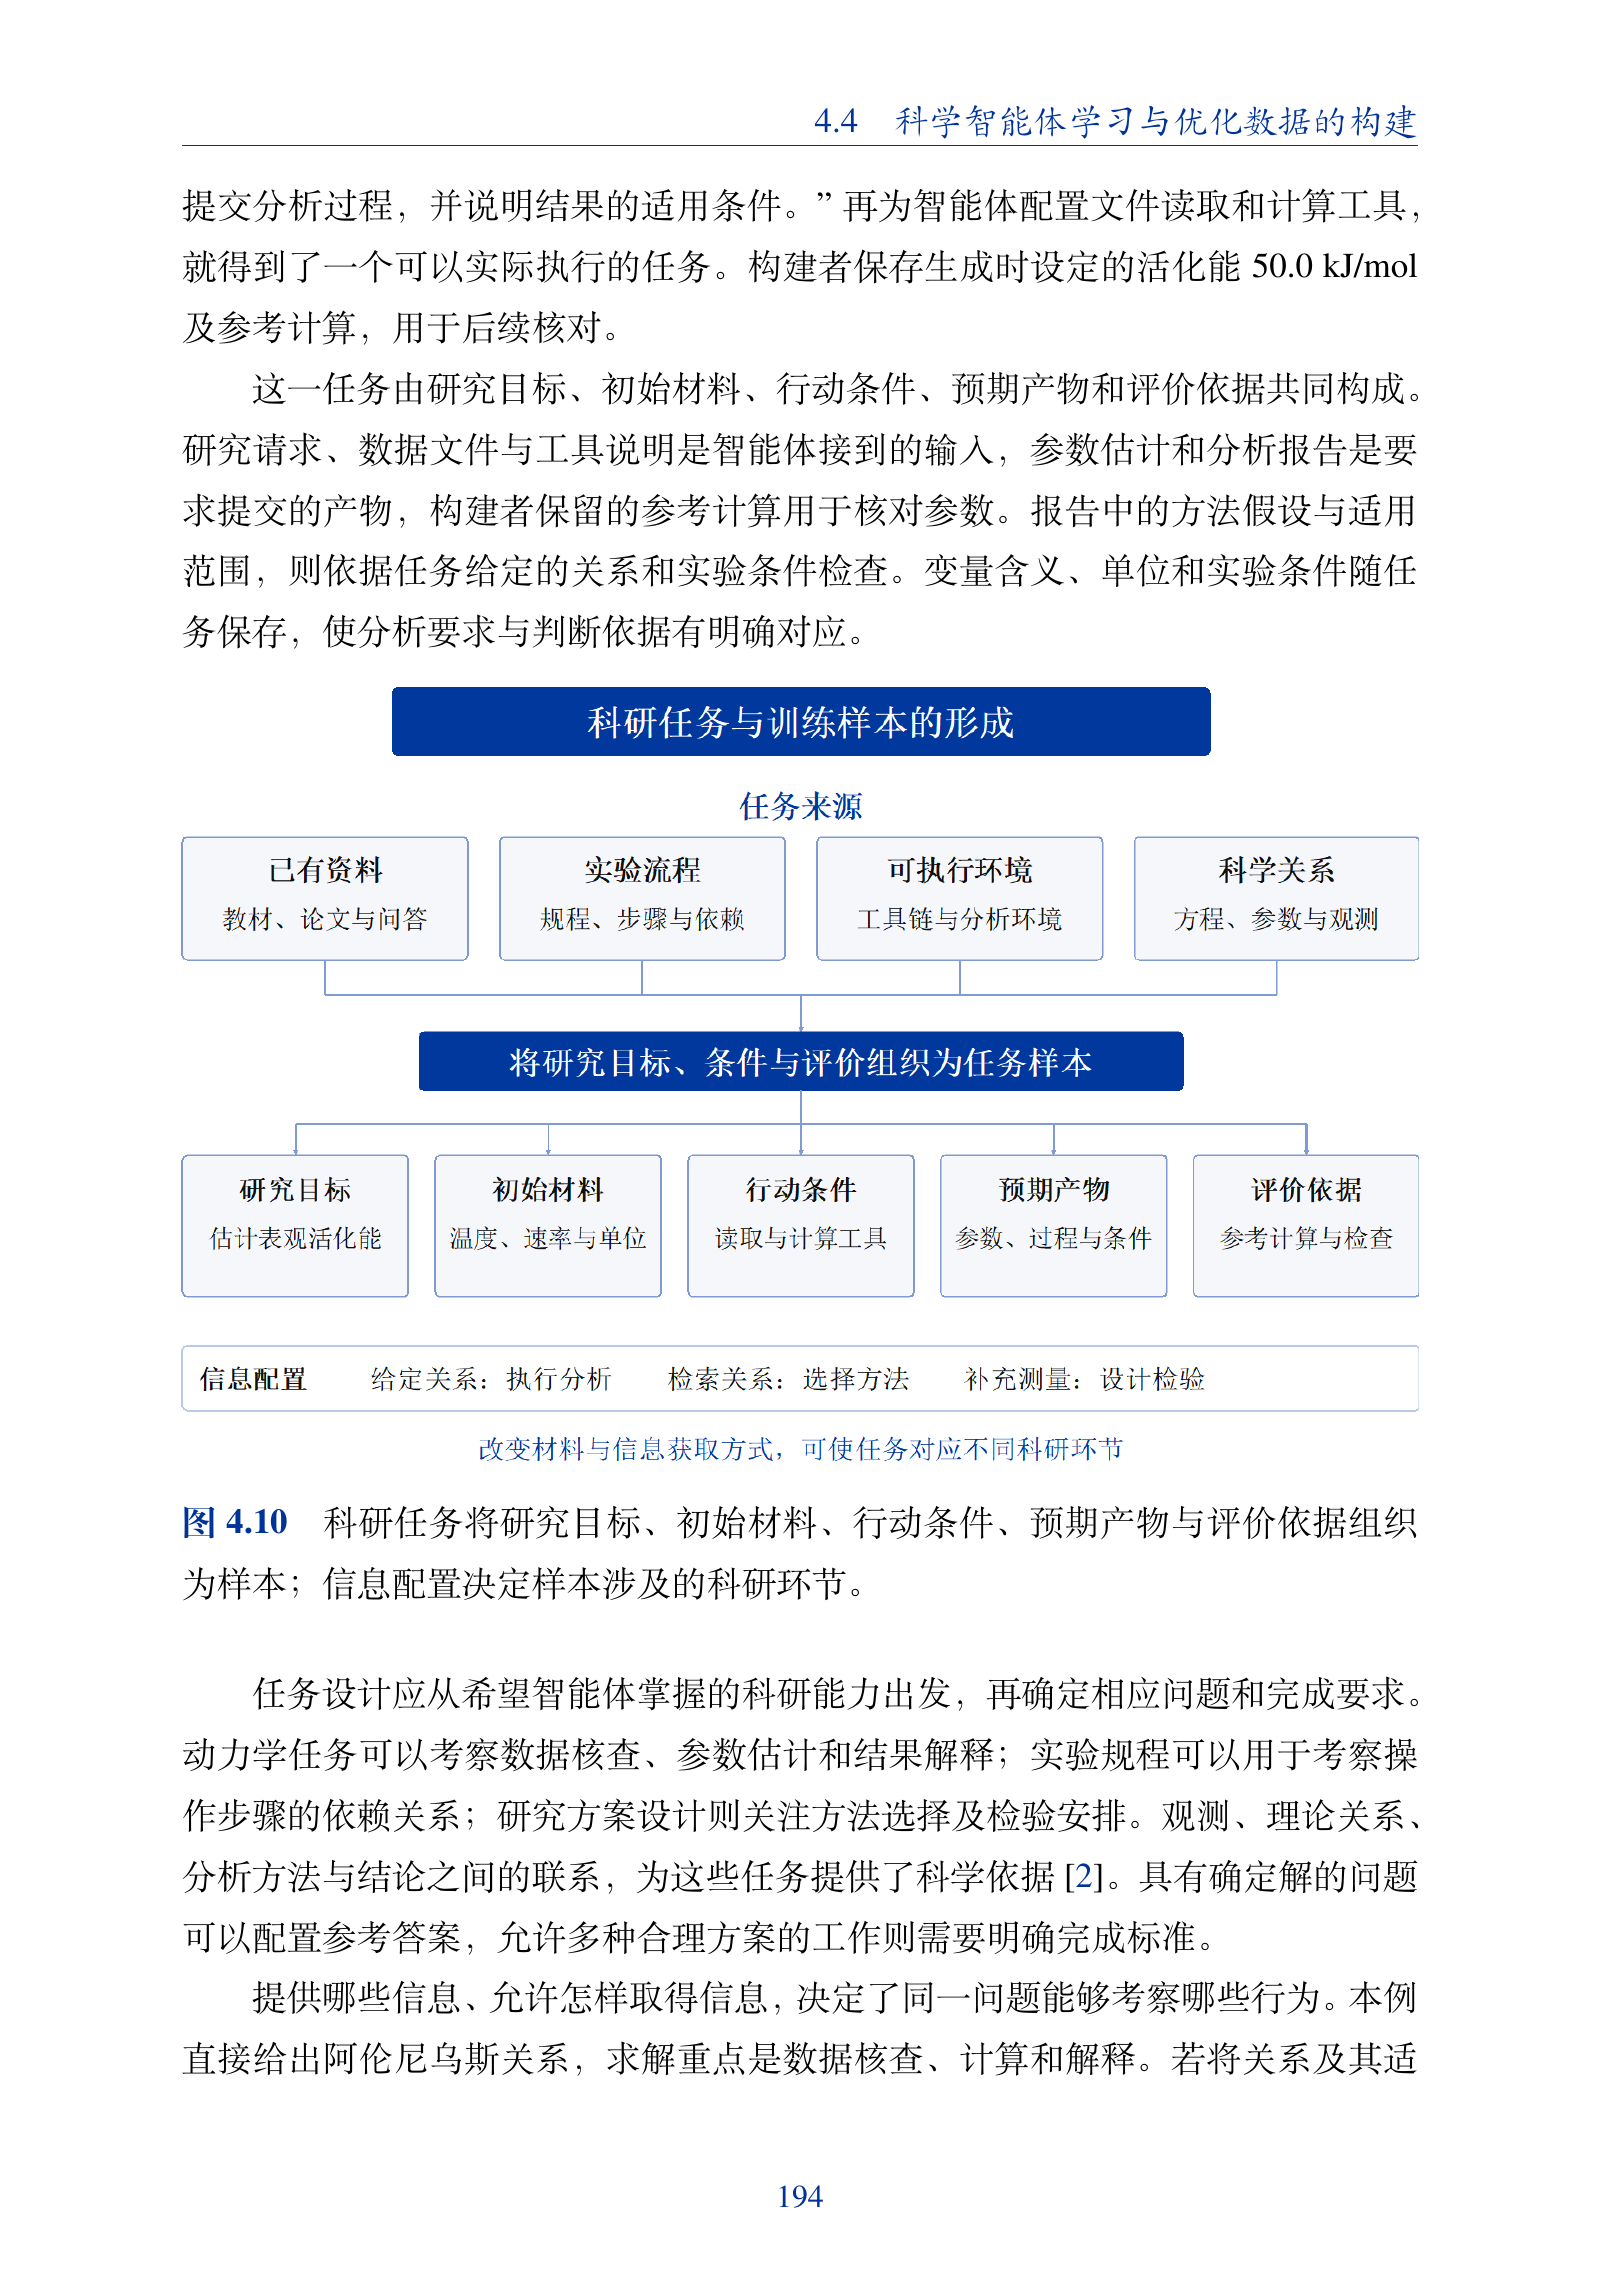 4.4 科学智能体学习与优化数据的构建
提交分析过程，并说明结果的适用条件。”再为智能体配置文件读取和计算工具，
就得到了一个可以实际执行的任务。构建者保存生成时设定的活化能 50.0 kJ/mol
及参考计算，用于后续核对。
这一任务由研究目标、初始材料、行动条件、预期产物和评价依据共同构成。
研究请求、数据文件与工具说明是智能体接到的输入，参数估计和分析报告是要
求提交的产物，构建者保留的参考计算用于核对参数。报告中的方法假设与适用
范围，则依据任务给定的关系和实验条件检查。变量含义、单位和实验条件随任
务保存，使分析要求与判断依据有明确对应。
科研任务与训练样本的形成
任务来源
已有资料 实验流程 可执行环境 科学关系
教材、论文与问答 规程、步骤与依赖 工具链与分析环境 方程、参数与观测
将研究目标、条件与评价组织为任务样本
研究目标 初始材料 行动条件 预期产物 评价依据
估计表观活化能 温度、速率与单位 读取与计算工具 参数、过程与条件 参考计算与检查
信息配置 给定关系：执行分析 检索关系：选择方法 补充测量：设计检验
改变材料与信息获取方式，可使任务对应不同科研环节
图 4.10 科研任务将研究目标、初始材料、行动条件、预期产物与评价依据组织
为样本；信息配置决定样本涉及的科研环节。
任务设计应从希望智能体掌握的科研能力出发，再确定相应问题和完成要求。
动力学任务可以考察数据核查、参数估计和结果解释；实验规程可以用于考察操
作步骤的依赖关系；研究方案设计则关注方法选择及检验安排。观测、理论关系、
分析方法与结论之间的联系，为这些任务提供了科学依据 [2]。具有确定解的问题
可以配置参考答案，允许多种合理方案的工作则需要明确完成标准。
提供哪些信息、允许怎样取得信息，决定了同一问题能够考察哪些行为。本例
直接给出阿伦尼乌斯关系，求解重点是数据核查、计算和解释。若将关系及其适
194